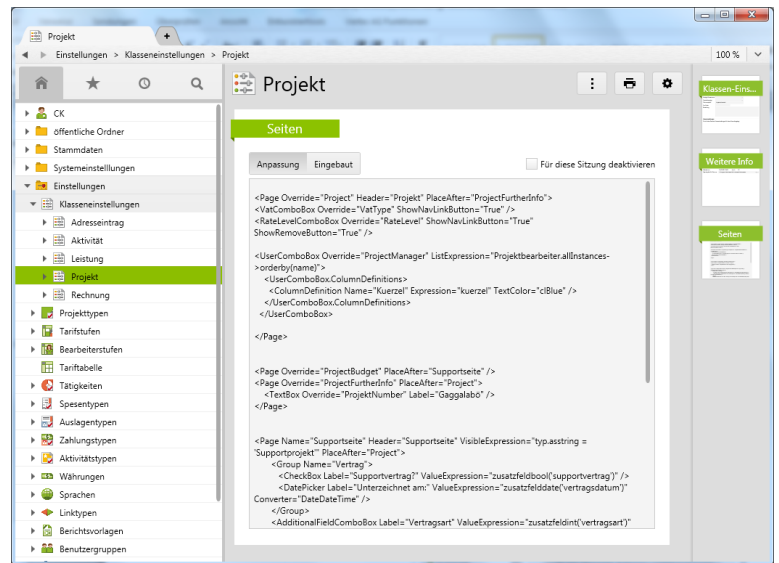 Projekt
Einstellungen > Klasseneinstellungen > Projekt
100 %
CK
öffentliche Ordner
Stammdaten
Systemeinstelllungen
Einstellungen
Klasseneinstellungen
Adresseintrag
Aktivität
Leistung
Projekt
Rechnung
Projekttypen
Tarifstufen
Bearbeiterstufen
Tariftabelle
Tätigkeiten
Spesentypen
Auslagentypen
Zahlungstypen
Aktivitätstypen
Währungen
Sprachen
Linktypen
Berichtsvorlagen
Benutzergruppen
Projekt
Seiten
Anpassung Eingebaut
Für diese Sitzung deaktivieren
<Page Override="Project" Header="Projekt" PlaceAfter="ProjectFurtherInfo">
<VatComboBox Override="VatType" ShowNavLinkButton="True" />
<RateLevelComboBox Override="RateLevel" ShowNavLinkButton="True"
ShowRemoveButton="True" />
<UserComboBox Override="ProjectManager" ListExpression="Projektbearbeiter.allInstances-
>orderby(name)">
<UserComboBox.ColumnDefinitions>
<ColumnDefinition Name="Kuerzel" Expression="kuerzel" TextColor="clBlue" />
</UserComboBox.ColumnDefinitions>
</UserComboBox>
</Page>
<Page Override="ProjectBudget" PlaceAfter="Supportseite" />
<Page Override="ProjectFurtherInfo" PlaceAfter="Project">
<TextBox Override="ProjektNumber" Label="Gaggalabö" />
</Page>
<Page Name="Supportseite" Header="Supportseite" VisibleExpression="typ.asstring =
'Supportprojekt'" PlaceAfter="Project">
<Group Name="Vertrag">
<CheckBox Label="Supportvertrag?" ValueExpression="zusatzfeldbool('supportvertrag')" />
<DatePicker Label="Unterzeichnet am:" ValueExpression="zusatzfelddate('vertragsdatum')"
Converter="DateDateTime" />
</Group>
<AdditionalFieldComboBox Label="Vertragsart" ValueExpression="zusatzfeldint('vertragsart')"
Klassen-Eins...
Weitere Info
Seiten